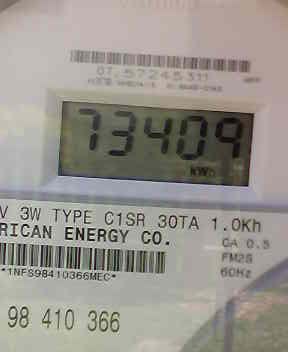 07.57245311
73409
kWh
V 3W TYPE C1SR 30TA 1.0Kh
RICAN ENERGY CO.
CA 0.5
FM2S
60Hz
*1NFS98410366MEC*
98 410 366